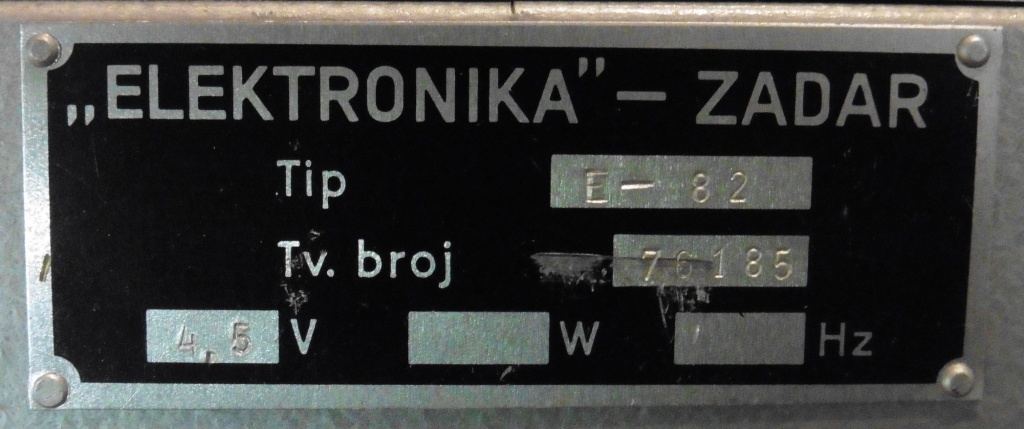 „ELEKTRONIKA” — ZADAR
Tip E — 82
Tv. broj 76185
4,5 V W Hz